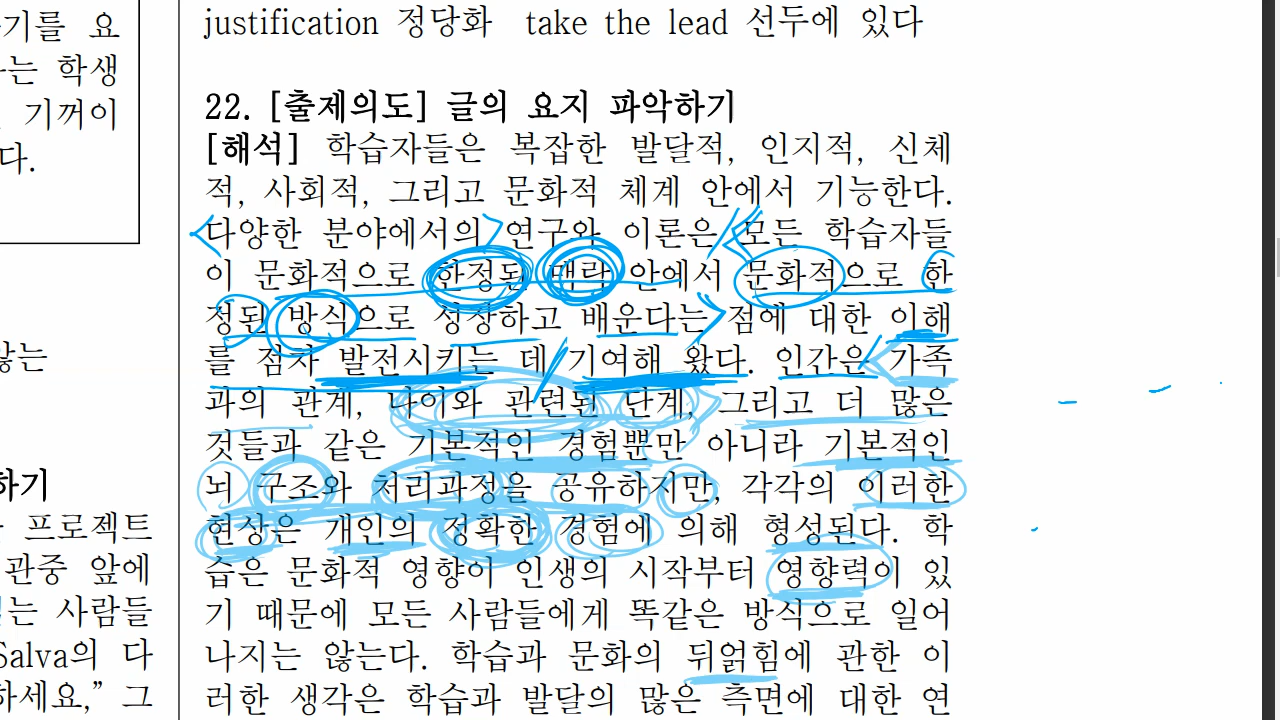 기를 요
는 학생
기꺼이
다.
않는
하기
프로젝트
관중 앞에
는 사람들
Salva의 다
하세요,” 그
justification 정당화 take the lead 선두에 있다
22. [출제의도] 글의 요지 파악하기
[해석] 학습자들은 복잡한 발달적, 인지적, 신체
적, 사회적, 그리고 문화적 체계 안에서 기능한다.
다양한 분야에서의 연구와 이론은 모든 학습자들
이 문화적으로 한정된 맥락 안에서 문화적으로 한
정된 방식으로 성장하고 배운다는 점에 대한 이해
를 점차 발전시키는 데 기여해 왔다. 인간은 가족
과의 관계, 나이와 관련된 단계, 그리고 더 많은
것들과 같은 기본적인 경험뿐만 아니라 기본적인
뇌 구조와 처리과정을 공유하지만, 각각의 이러한
현상은 개인의 정확한 경험에 의해 형성된다. 학
습은 문화적 영향이 인생의 시작부터 영향력이 있
기 때문에 모든 사람들에게 똑같은 방식으로 일어
나지는 않는다. 학습과 문화의 뒤얽힘에 관한 이
러한 생각은 학습과 발달의 많은 측면에 대한 연